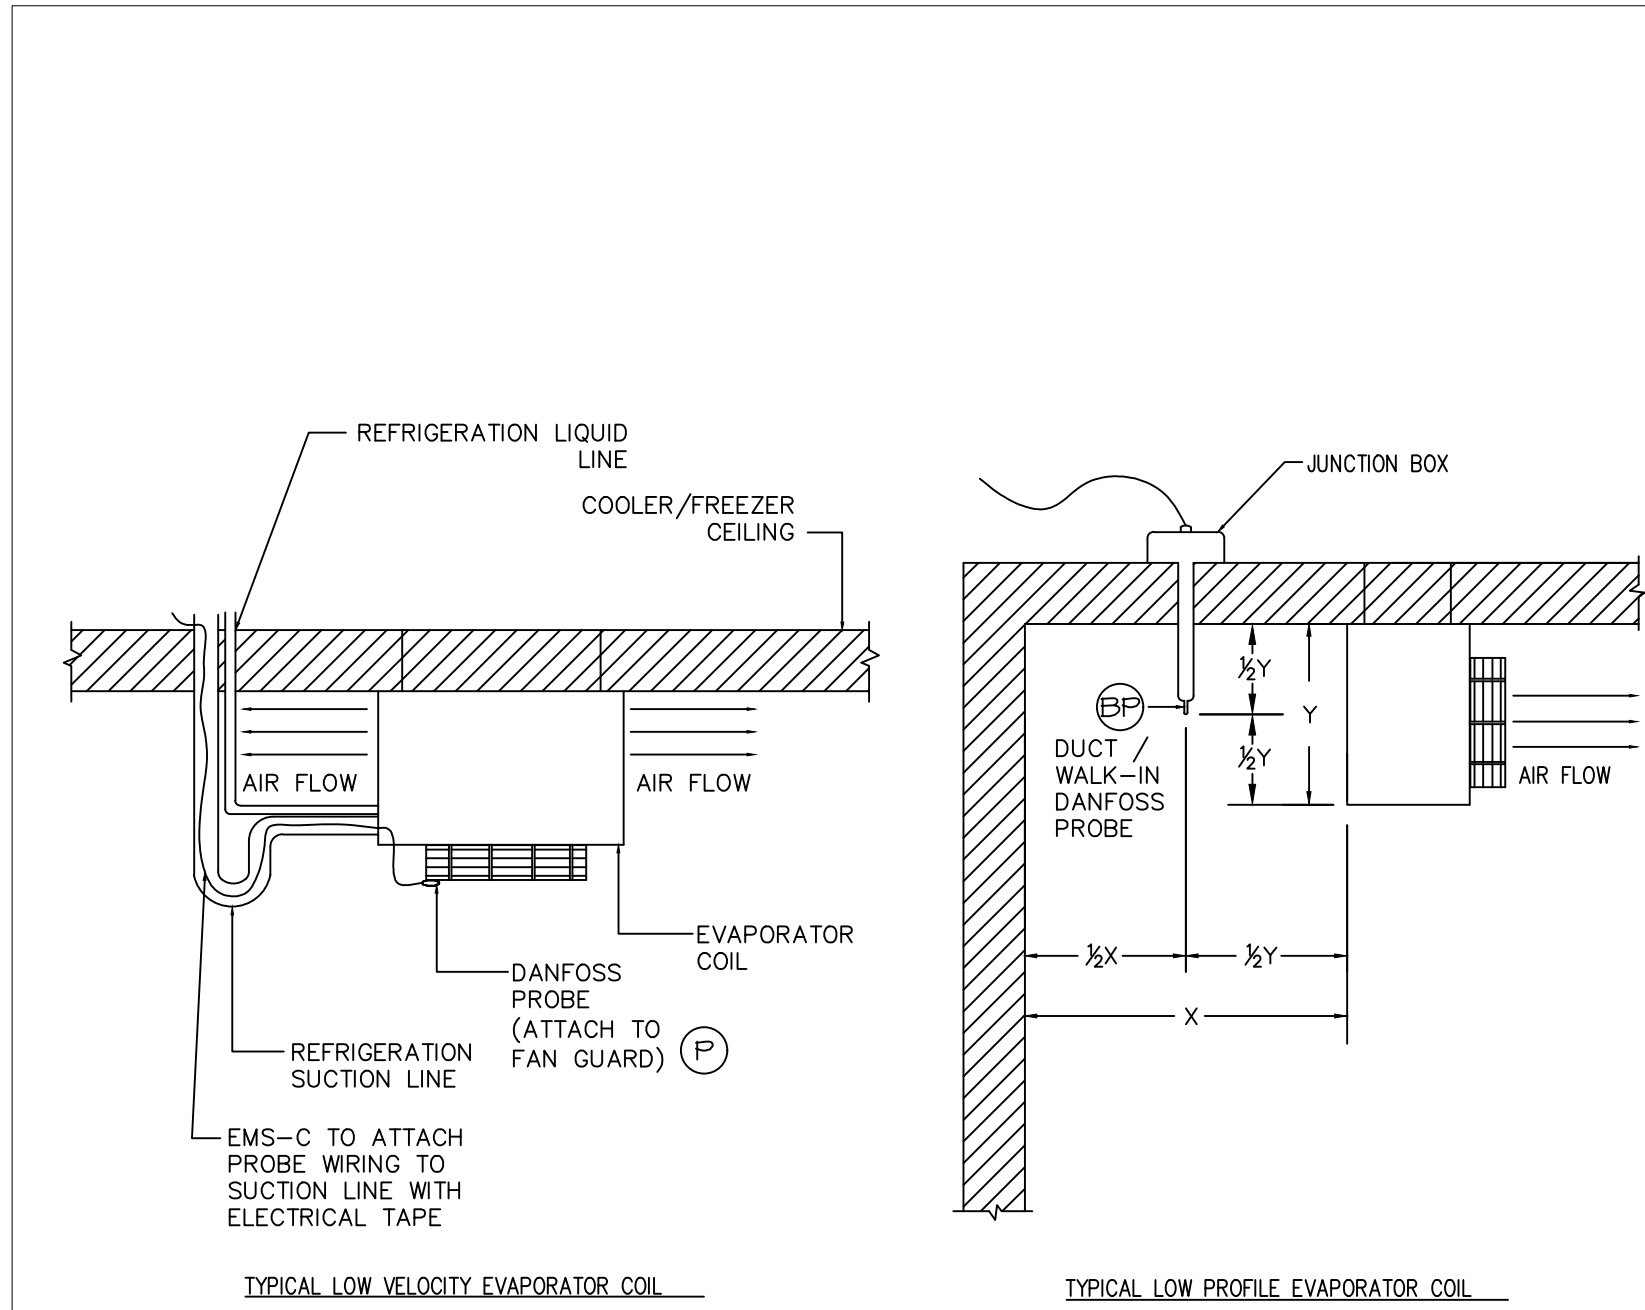 REFRIGERATION LIQUID
LINE
COOLER/FREEZER
CEILING
AIR FLOW
AIR FLOW
EVAPORATOR
COIL
DANFOSS
PROBE
(ATTACH TO
FAN GUARD)
P
REFRIGERATION
SUCTION LINE
EMS-C TO ATTACH
PROBE WIRING TO
SUCTION LINE WITH
ELECTRICAL TAPE
TYPICAL LOW VELOCITY EVAPORATOR COIL
JUNCTION BOX
½Y
BP
Y
DUCT /
WALK-IN
DANFOSS
PROBE
½Y
AIR FLOW
½X
½Y
X
TYPICAL LOW PROFILE EVAPORATOR COIL